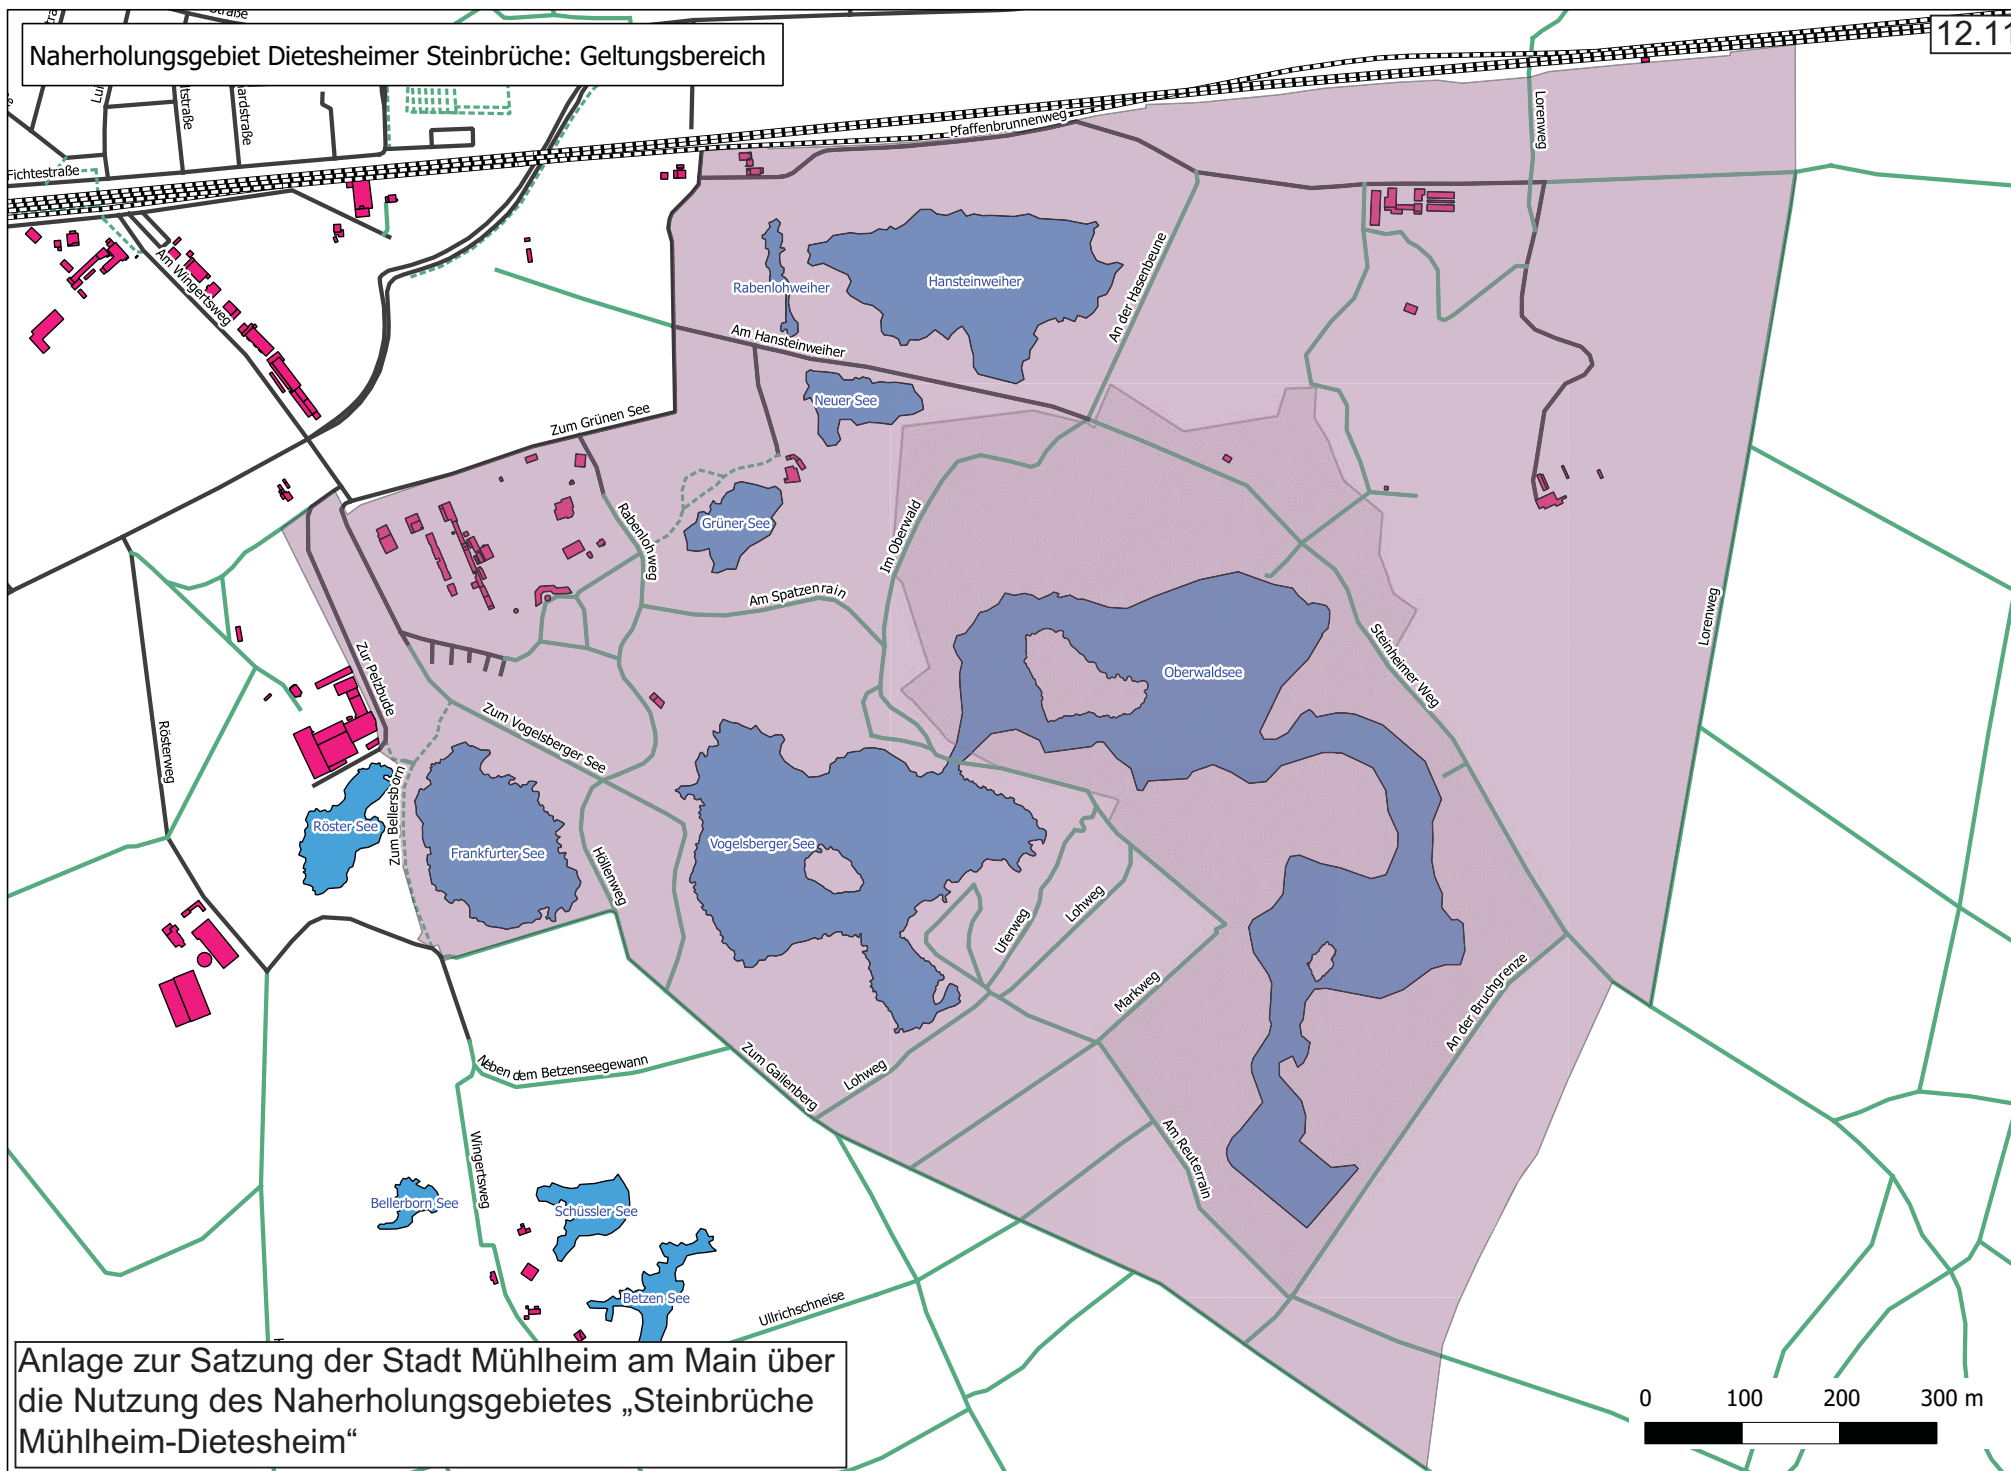 Naherholungsgebiet Dietesheimer Steinbrüche: Geltungsbereich
12.11
Fichtestraße
Pfaffenbrunnenweg
Lorenweg
Am Wingertsweg
Rabenlohweiher
Hansteinweiher
An der Hasenbeune
Am Hansteinweiher
Neuer See
Zum Grünen See
Grüner See
Rabenlohweg
Im Oberwald
Am Spatzenrain
Zur Pelzbude
Steinheimer Weg
Lorenweg
Oberwaldsee
Zum Vogelsberger See
Rösterweg
Röster See
Zum Bellersborn
Frankfurter See
Höllenweg
Vogelsberger See
Uferweg
Lohweg
Markweg
An der Bruchgrenze
Neben dem Betzenseegewann
Zum Gailenberg
Lohweg
Am Reuterrain
Wingertsweg
Bellerborn See
Schüssler See
Betzen See
Ullrichschneise
Anlage zur Satzung der Stadt Mühlheim am Main über
die Nutzung des Naherholungsgebietes „Steinbrüche
Mühlheim-Dietesheim“
0 100 200 300 m